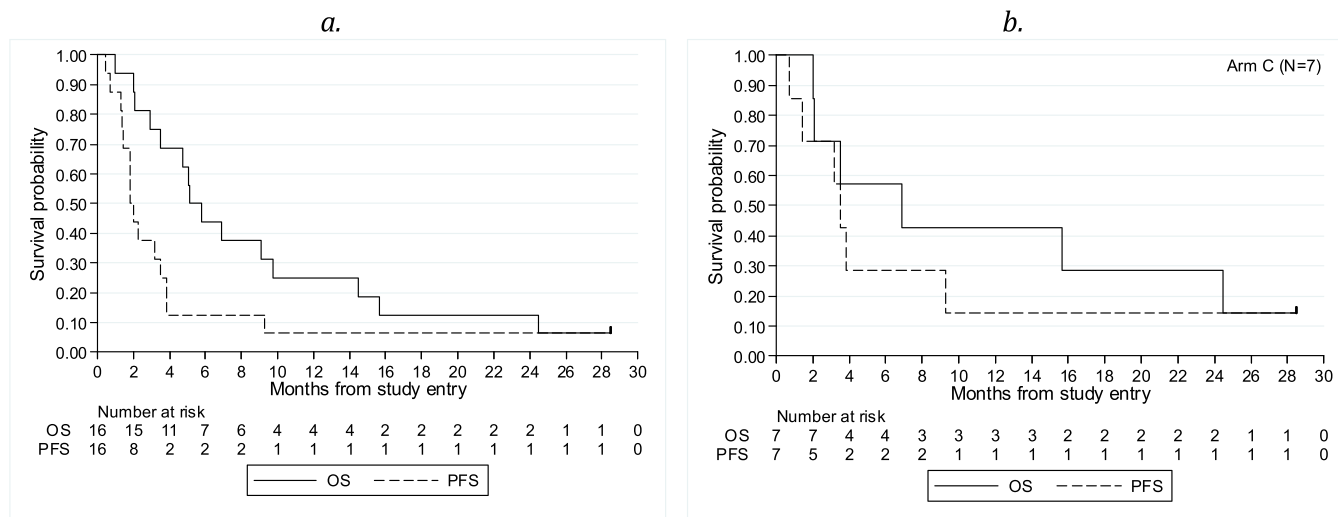 a.
Survival probability
1.00
0.90
0.80
0.70
0.60
0.50
0.40
0.30
0.20
0.10
0.00
0 2 4 6 8 10 12 14 16 18 20 22 24 26 28 30
Months from study entry
Number at risk
OS 16 15 11 7 6 4 4 4 2 2 2 2 2 1 1 0
PFS 16 8 2 2 2 1 1 1 1 1 1 1 1 1 1 0
OS PFS
b.
Arm C (N=7)
Survival probability
1.00
0.90
0.80
0.70
0.60
0.50
0.40
0.30
0.20
0.10
0.00
0 2 4 6 8 10 12 14 16 18 20 22 24 26 28 30
Months from study entry
Number at risk
OS 7 7 4 4 3 3 3 3 2 2 2 2 2 1 1 0
PFS 7 5 2 2 2 1 1 1 1 1 1 1 1 1 1 0
OS PFS